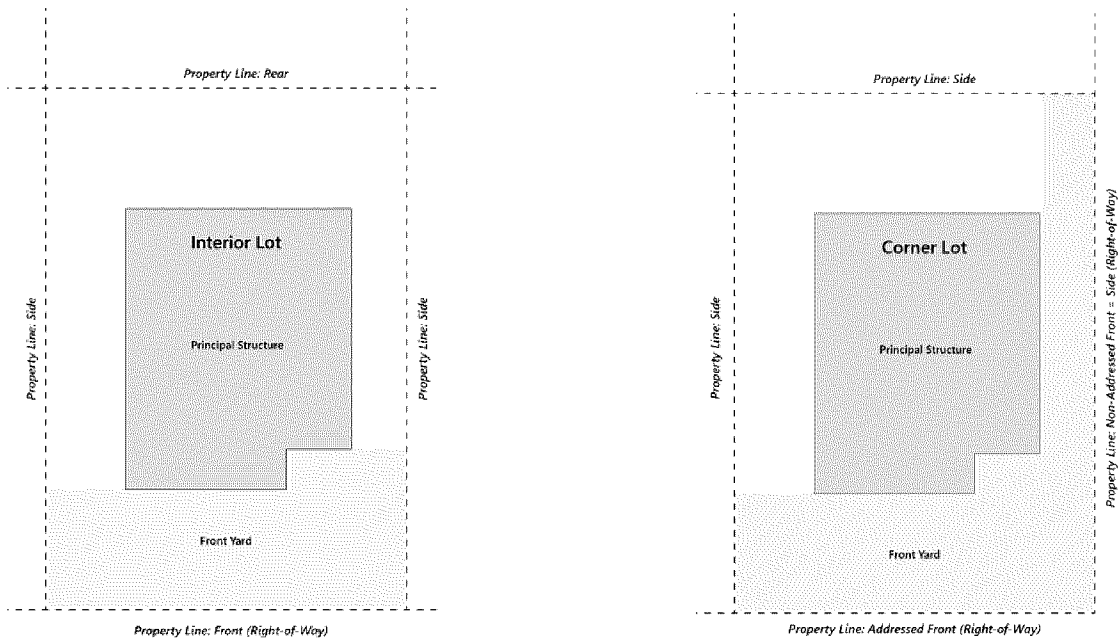 Property Line: Rear
Interior Lot
Property Line: Side
Principal Structure
Property Line: Side
Front Yard
Property Line: Front (Right-of-Way)
Property Line: Side
Corner Lot
Property Line: Side
Principal Structure
Property Line: Non-Addressed Front = Side (Right-of-Way)
Front Yard
Property Line: Addressed Front (Right-of-Way)